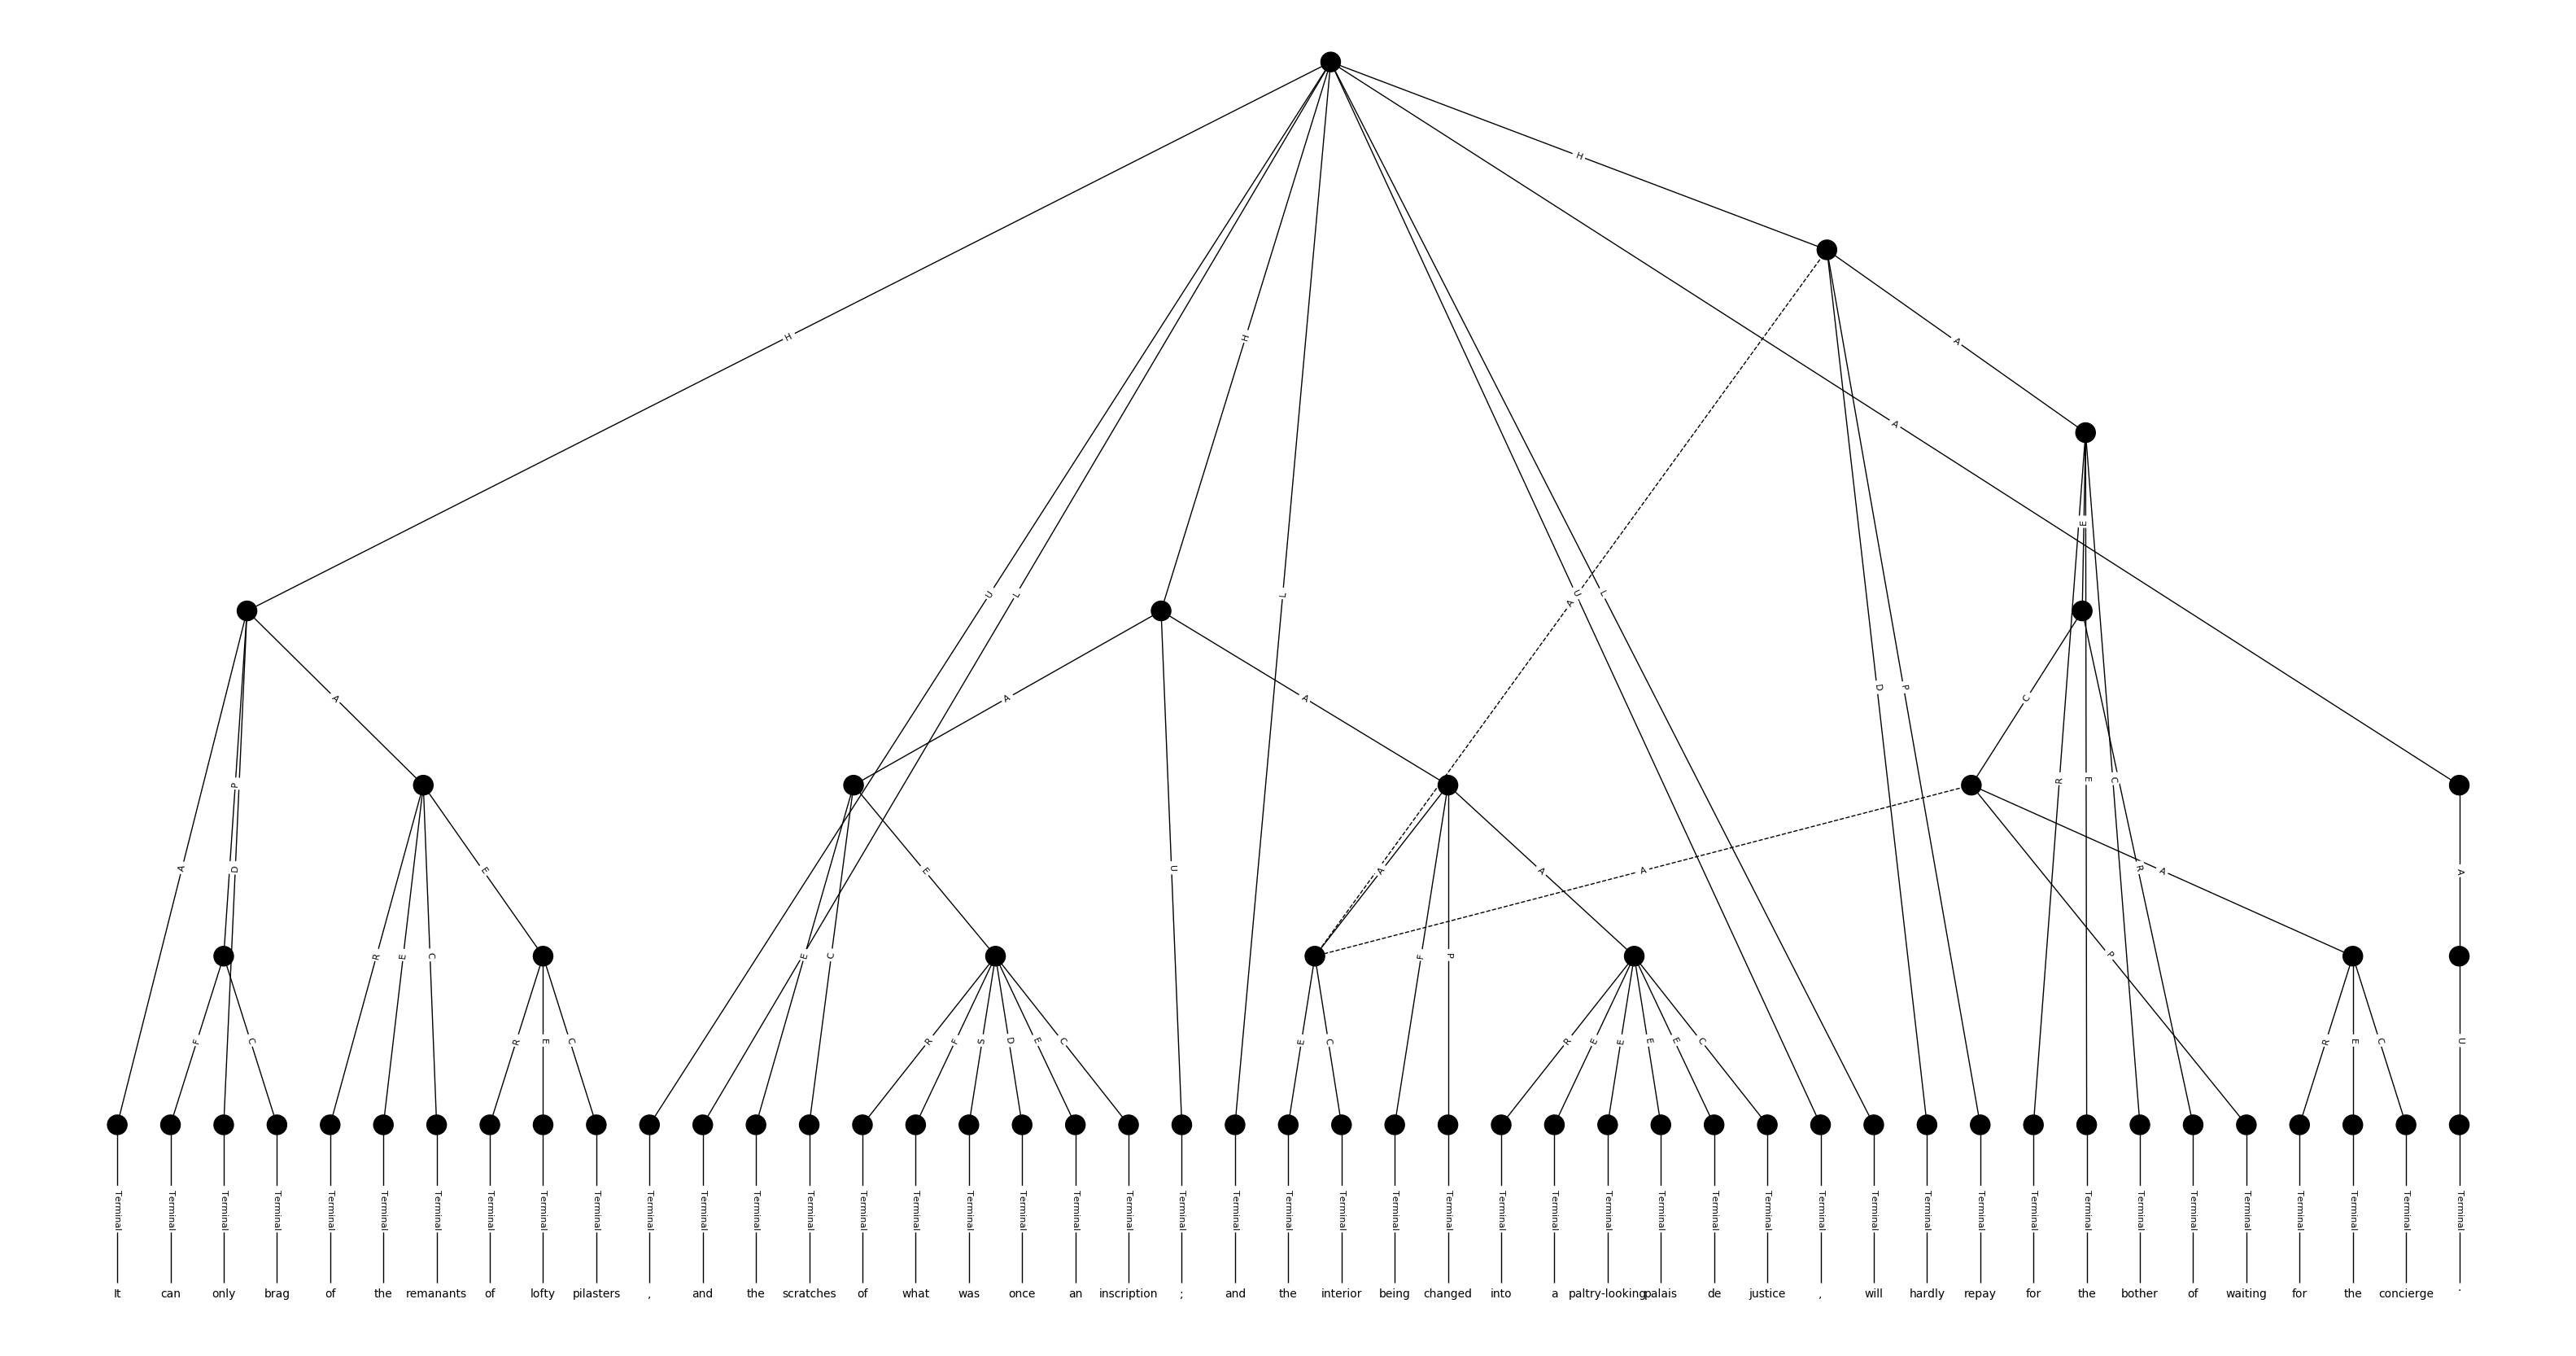 H
H
H
A
A
E
U
L
L
A
U
L
D
P
A
A
A
C
P
R
E
C
A
D
E
U
A
A
A
R
A
A
R
E
C
E
C
F
P
P
F
C
R
E
C
R
F
S
D
E
C
E
C
R
E
E
E
E
C
R
E
C
U
Terminal Terminal Terminal Terminal Terminal Terminal Terminal Terminal Terminal Terminal Terminal Terminal Terminal Terminal Terminal Terminal Terminal Terminal Terminal Terminal Terminal Terminal Terminal Terminal Terminal Terminal Terminal Terminal Terminal Terminal Terminal Terminal Terminal Terminal Terminal Terminal Terminal Terminal Terminal Terminal Terminal Terminal Terminal Terminal Terminal
It can only brag of the remanants of lofty pilasters , and the scratches of what was once an inscription ; and the interior being changed into a paltry-looking palais de justice , will hardly repay for the bother of waiting for the concierge .